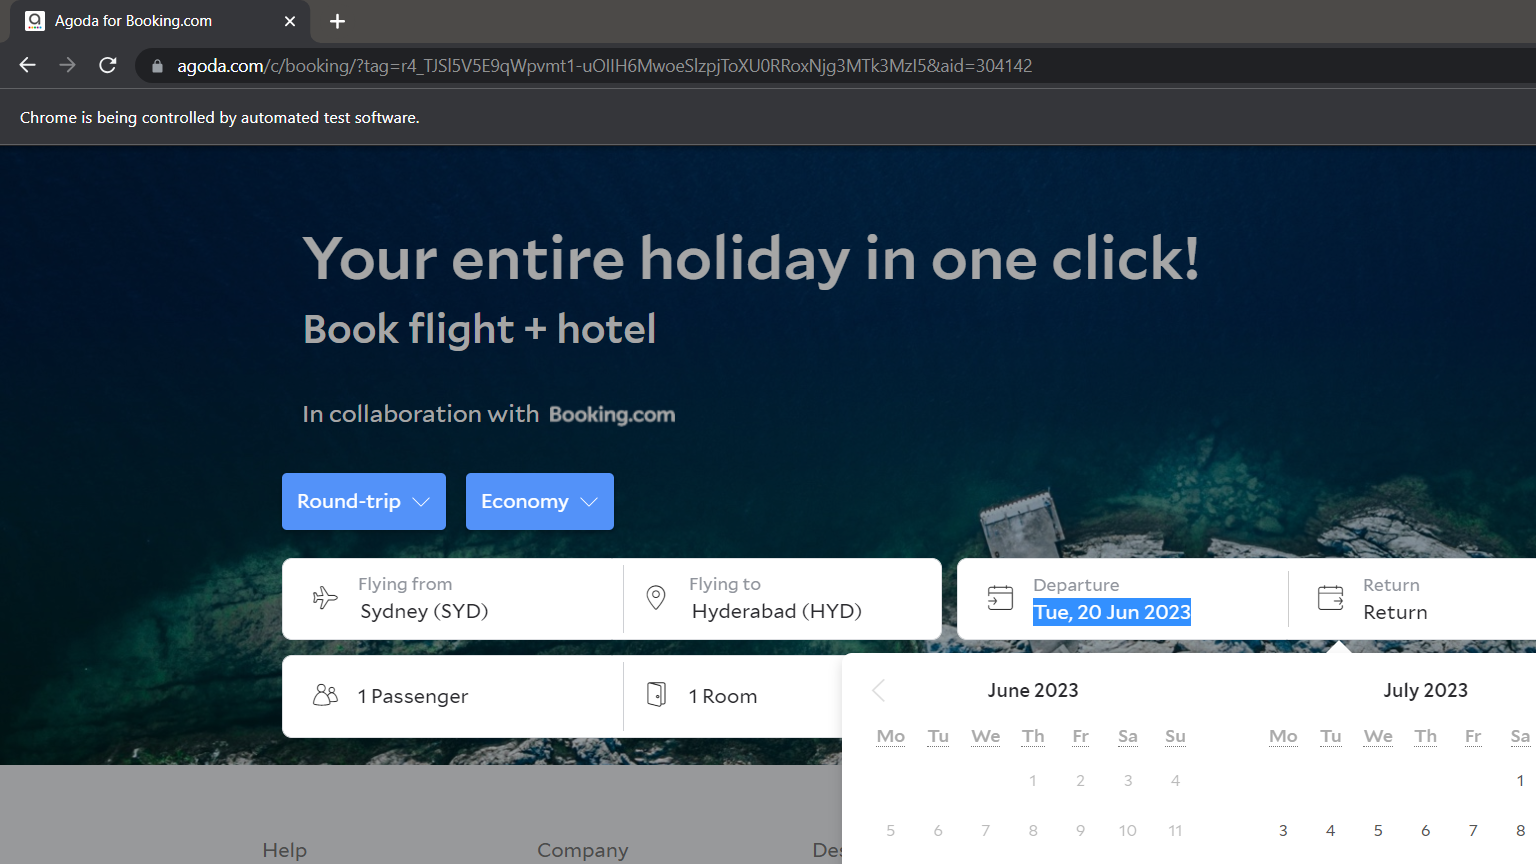 Agoda for Booking.com
agoda.com/c/booking/?tag=r4_TJSl5V5E9qWpvmt1-uOIIH6MwoeSlzpjToXU0RRoxNjg3MTk3MzI5&aid=304142
Chrome is being controlled by automated test software.
Your entire holiday in one click!
Book flight + hotel
In collaboration with Booking.com
Round-trip
Economy
Flying from
Sydney (SYD)
Flying to
Hyderabad (HYD)
Departure
Tue, 20 Jun 2023
Return
Return
1 Passenger
1 Room
June 2023
Mo Tu We Th Fr Sa Su
1 2 3 4
5 6 7 8 9 10 11
July 2023
Mo Tu We Th Fr Sa
1
3 4 5 6 7 8
Help
Company